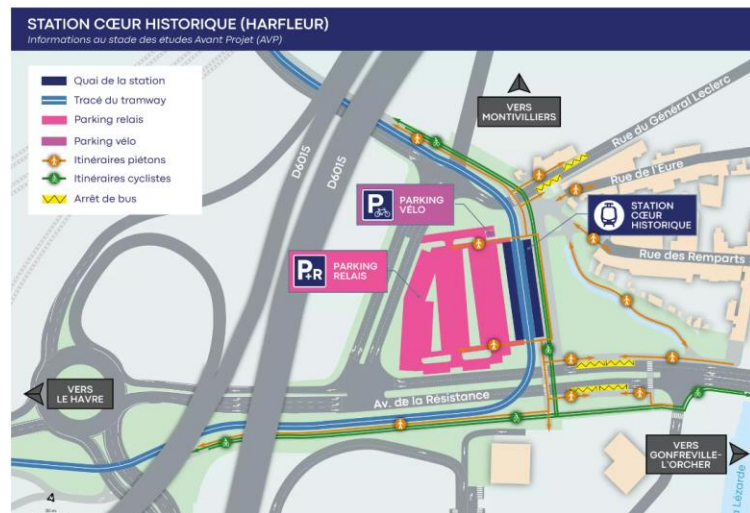 STATION CŒUR HISTORIQUE (HARFLEUR)
Informations au stade des études Avant Projet (AVP)
Quai de la station
Tracé du tramway
Parking relais
Parking vélo
Itinéraires piétons
Itinéraires cyclistes
Arrêt de bus
D6015
D6015
VERS
MONTIVILLIERS
Rue du Général Leclerc
Rue de l'Eure
P
PARKING
VÉLO
STATION
CŒUR
HISTORIQUE
Rue des Remparts
P+R
PARKING
RELAIS
VERS
LE HAVRE
Av. de la Résistance
VERS
GONFREVILLE-
L'ORCHER
La Lézarde